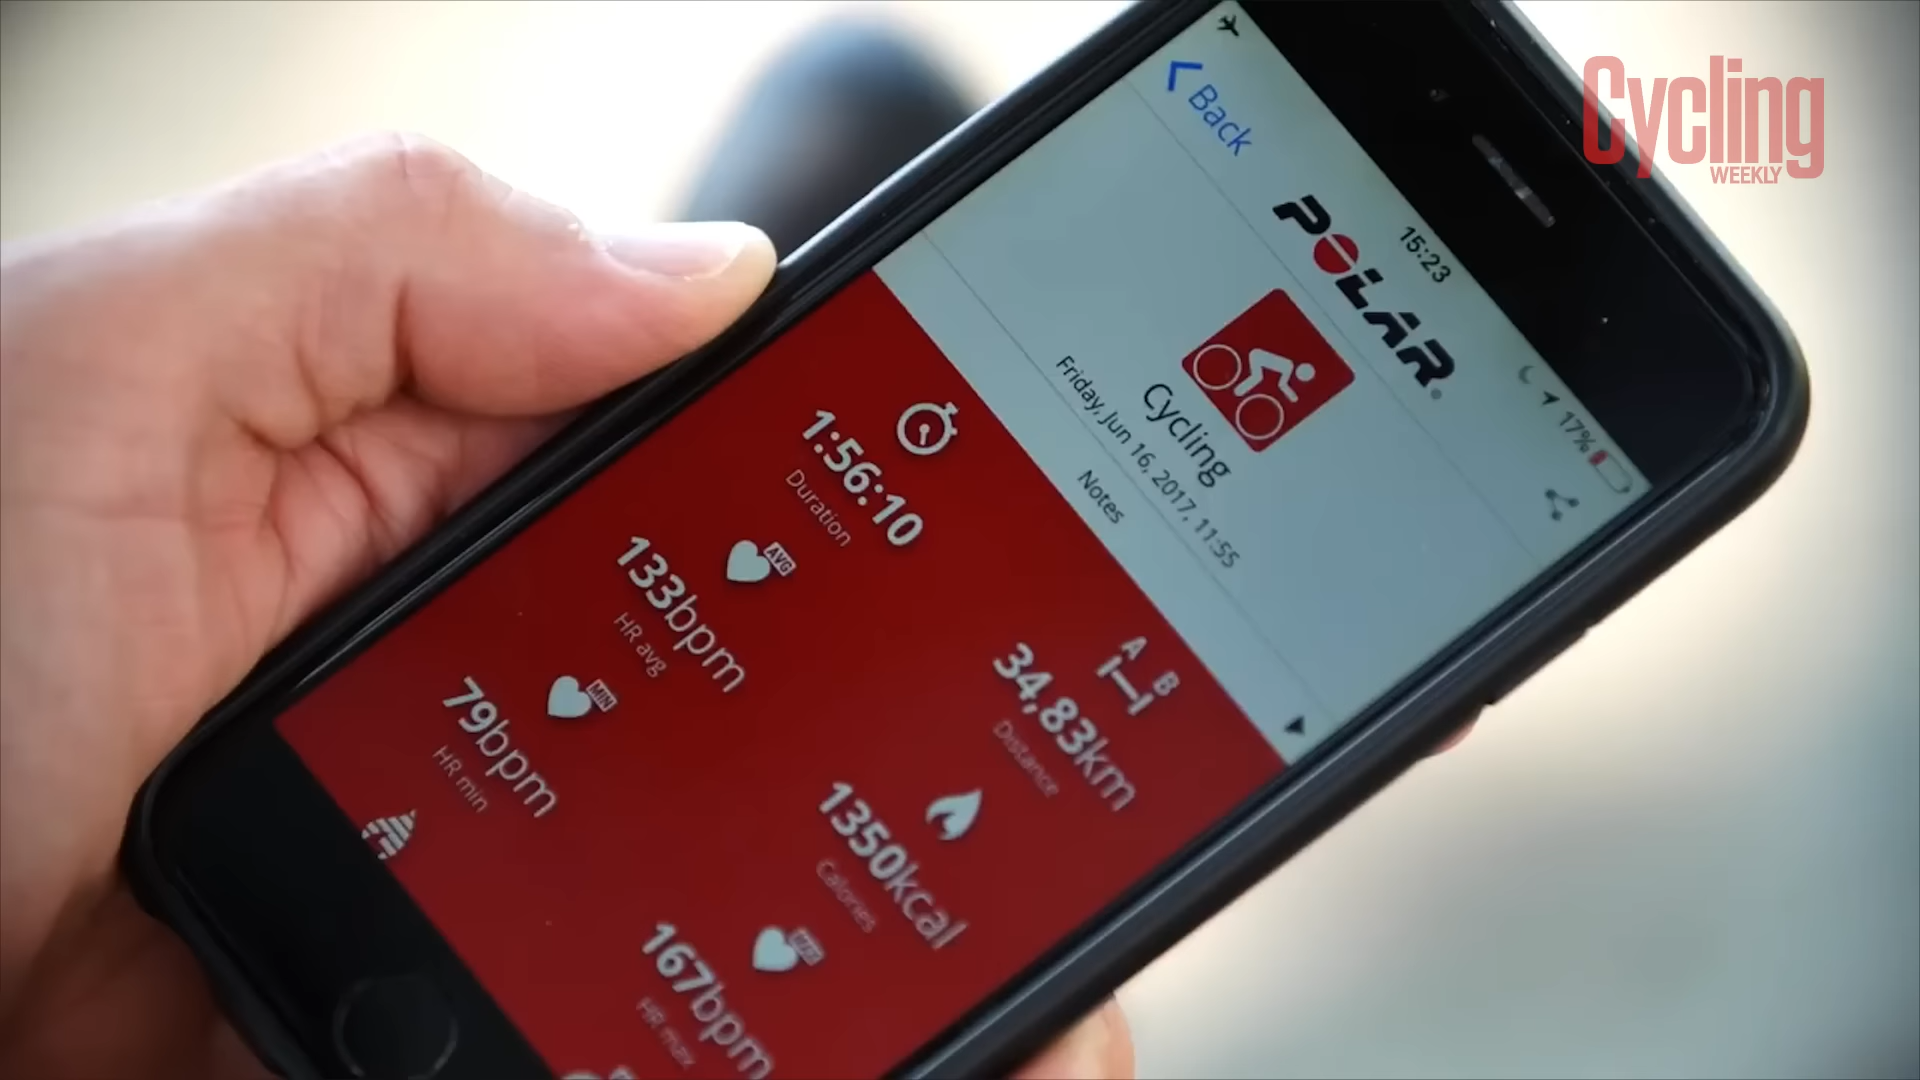 Cycling
WEEKLY
15:23
17%
Back
POLAR
Cycling
Friday, Jun 16, 2017, 11:55
Notes
1:56:10
Duration
A B
34,83km
Distance
AVG
133bpm
HR avg
1350kcal
Calories
MIN
79bpm
HR min
167bpm
HR max